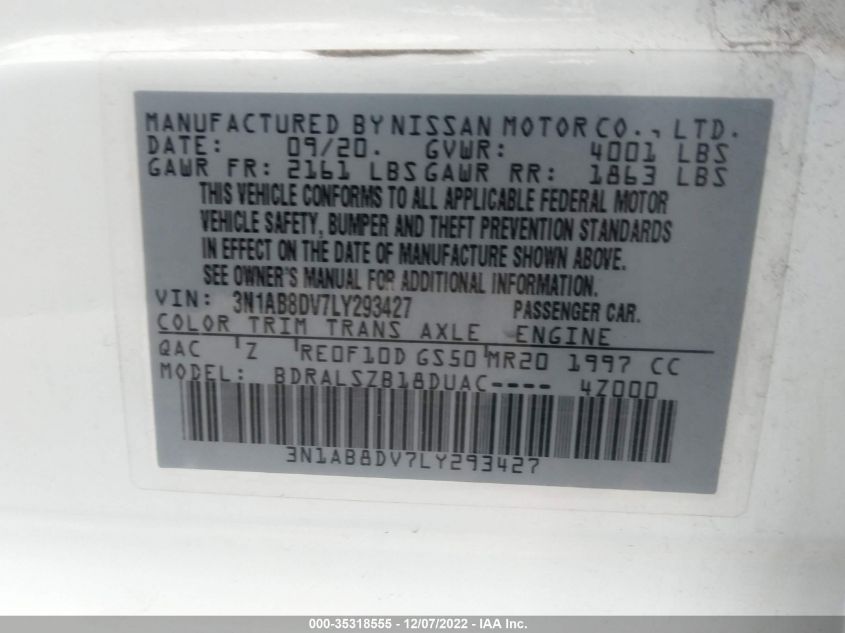 MANUFACTURED BY NISSAN MOTOR CO., LTD.
DATE: 09/20. GVWR: 4001 LBS
GAWR FR: 2161 LBS GAWR RR: 1863 LBS
THIS VEHICLE CONFORMS TO ALL APPLICABLE FEDERAL MOTOR
VEHICLE SAFETY, BUMPER AND THEFT PREVENTION STANDARDS
IN EFFECT ON THE DATE OF MANUFACTURE SHOWN ABOVE.
SEE OWNER'S MANUAL FOR ADDITIONAL INFORMATION.
VIN: 3N1AB8DV7LY293427 PASSENGER CAR.
COLOR TRIM TRANS AXLE ENGINE
QAC Z RE0F10D GS50 MR20 1997 CC
MODEL: BDRALSZB18DUAC---- 4Z000
3N1AB8DV7LY293427
000-35318555 - 12/07/2022 - IAA Inc.